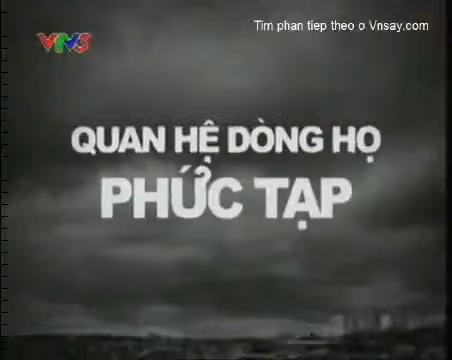 Tim phan tiep theo o Vnsay.com
VTV3
QUAN HỆ DÒNG HỌ
PHỨC TẠP